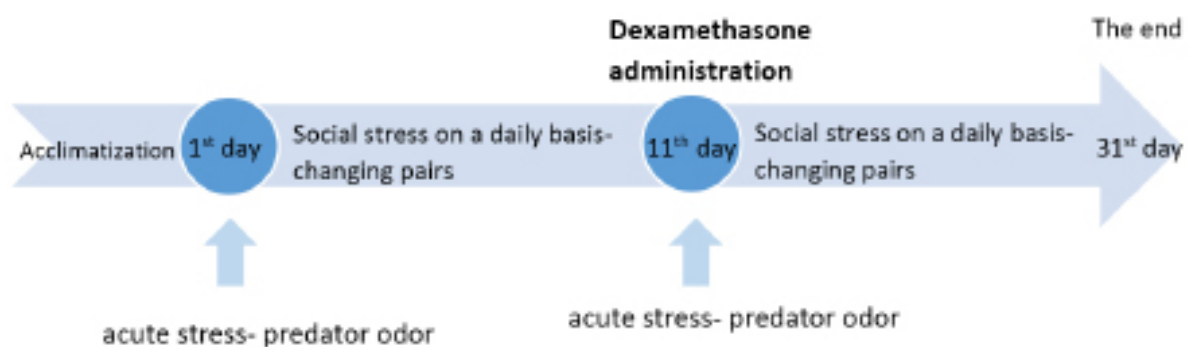 Dexamethasone
administration
The end
Acclimatization
1st day
Social stress on a daily basis-
changing pairs
11th day
Social stress on a daily basis-
changing pairs
31st day
acute stress- predator odor
acute stress- predator odor